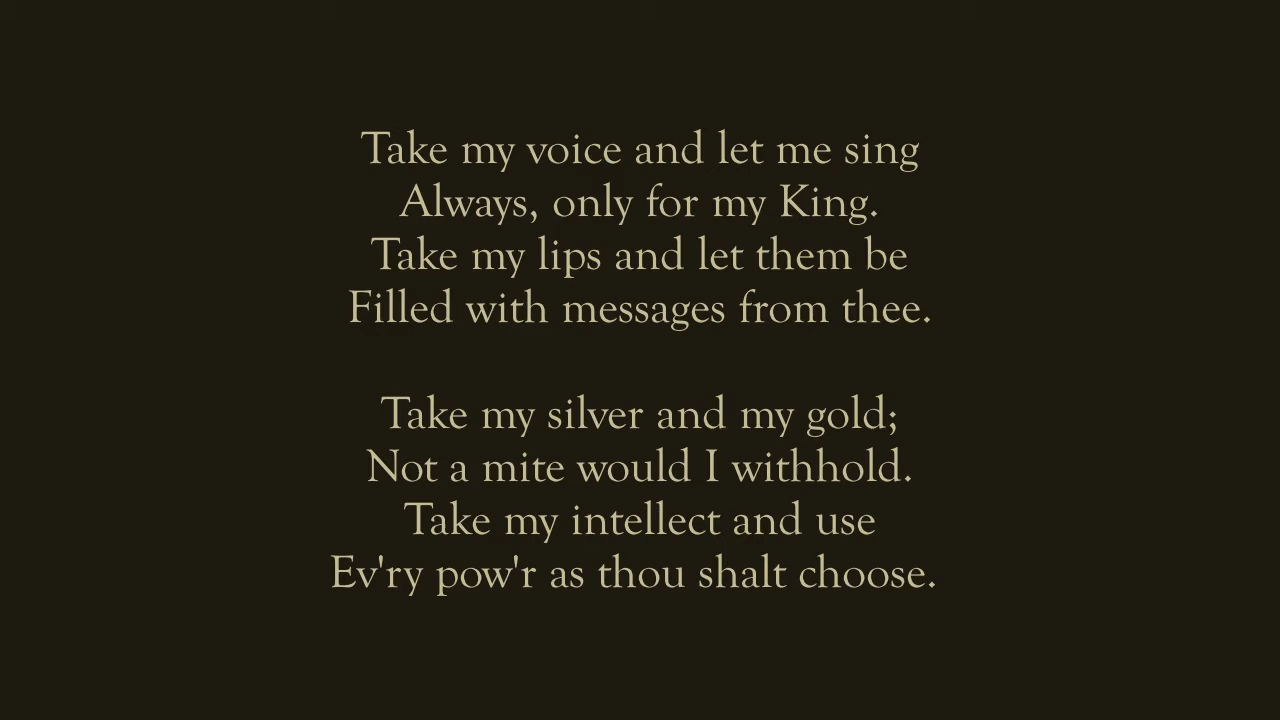 Take my voice and let me sing
Always, only for my King.
Take my lips and let them be
Filled with messages from thee.
Take my silver and my gold;
Not a mite would I withhold.
Take my intellect and use
Ev'ry pow'r as thou shalt choose.